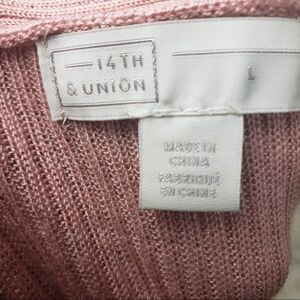 14TH
& UNION
L
MADE IN
CHINA
FABRIQUÉ
EN CHINE